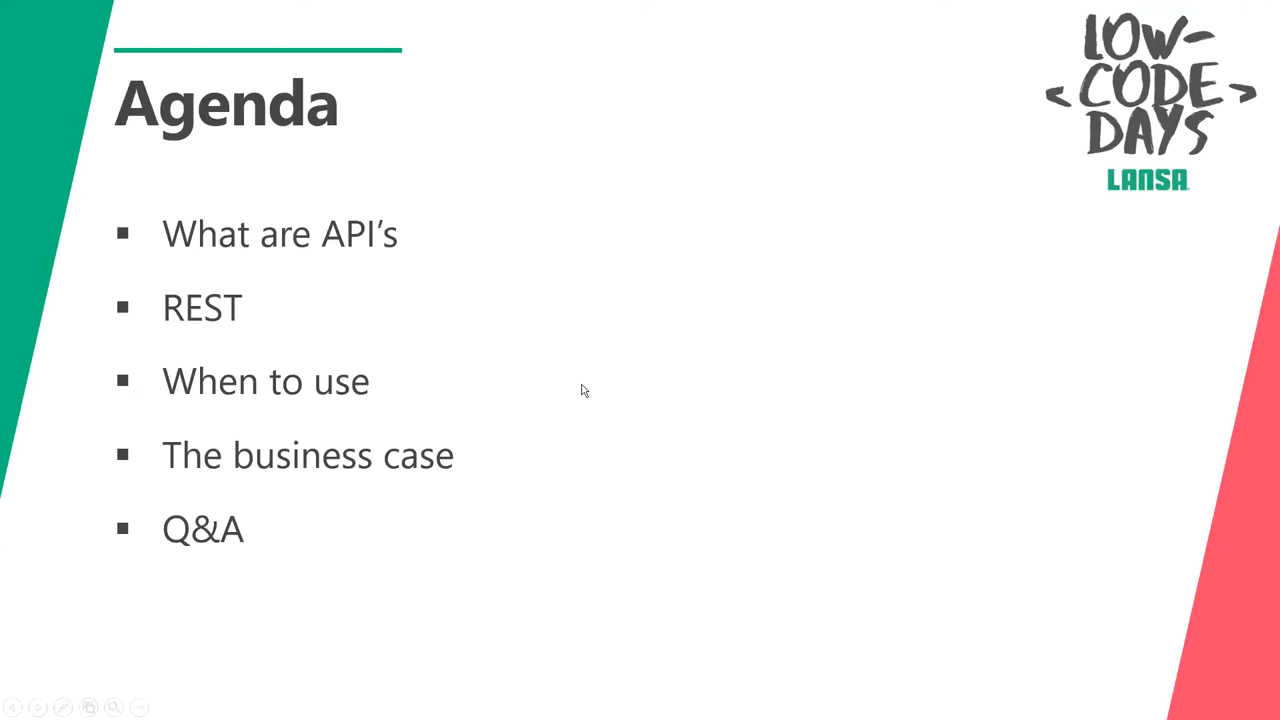 Agenda
LOW-
<CODE>
DAYS
LANSA
▪ What are API’s
▪ REST
▪ When to use
▪ The business case
▪ Q&A